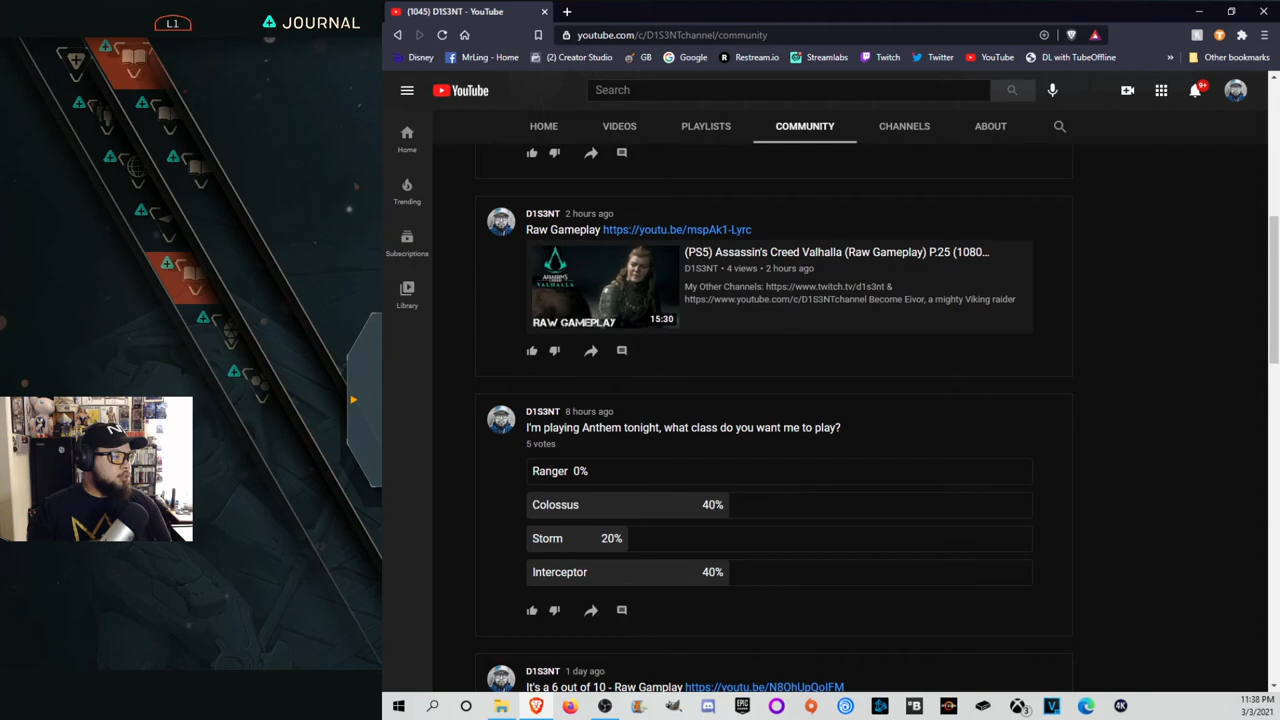 L1
JOURNAL
(1045) D1S3NT - YouTube
youtube.com/c/D1S3NTchannel/community
Disney
MrLing - Home
(2) Creator Studio
GB
Google
Restream.io
Streamlabs
Twitch
Twitter
YouTube
DL with TubeOffline
»
Other bookmarks
YouTube
Search
9+
HOME
VIDEOS
PLAYLISTS
COMMUNITY
CHANNELS
ABOUT
Home
Trending
Subscriptions
Library
D1S3NT 2 hours ago
Raw Gameplay https://youtu.be/mspAk1-Lyrc
ASSASSIN'S CREED
VALHALLA
RAW GAMEPLAY
15:30
(PS5) Assassin's Creed Valhalla (Raw Gameplay) P.25 (1080...
D1S3NT • 4 views • 2 hours ago
My Other Channels: https://www.twitch.tv/d1s3nt &
https://www.youtube.com/c/D1S3NTchannel Become Eivor, a mighty Viking raider
D1S3NT 8 hours ago
I'm playing Anthem tonight, what class do you want me to play?
5 votes
Ranger 0%
Colossus 40%
Storm 20%
Interceptor 40%
D1S3NT 1 day ago
It's a 6 out of 10 - Raw Gamplay https://youtu.be/N8OhUpQoIFM
11:38 PM
3/3/2021